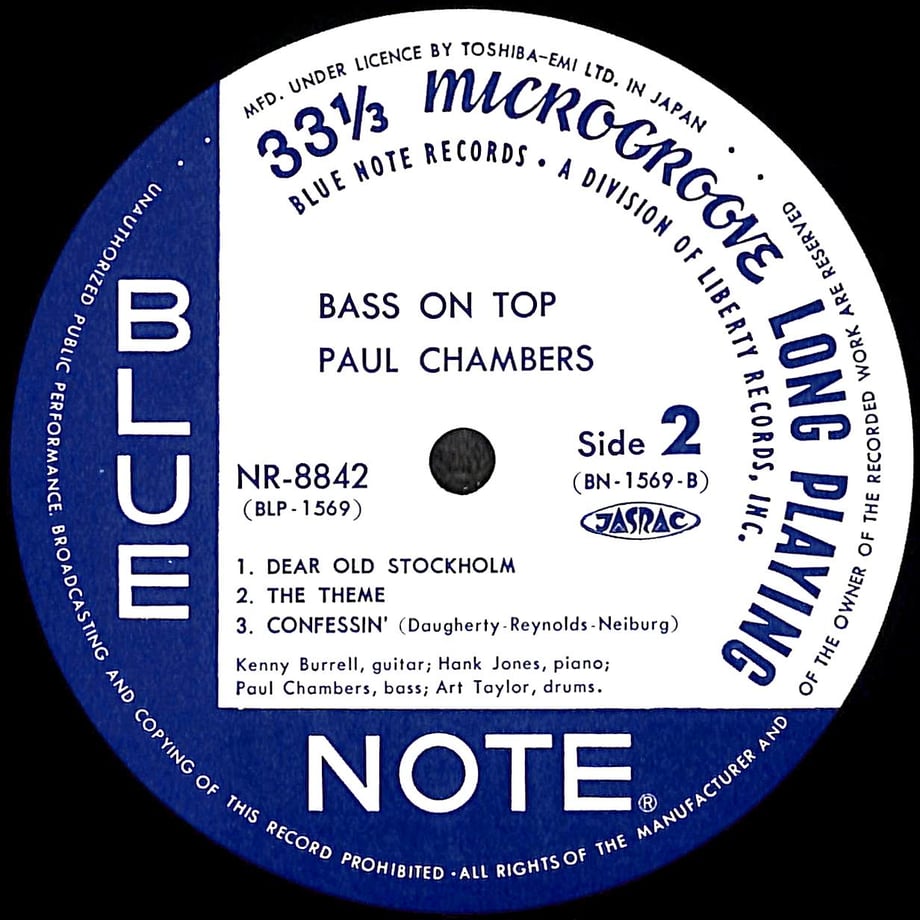 MFD. UNDER LICENCE BY TOSHIBA-EMI LTD. IN JAPAN
33⅓ MICROGROOVE LONG PLAYING
BLUE NOTE RECORDS • A DIVISION OF LIBERTY RECORDS, INC.
BASS ON TOP
PAUL CHAMBERS
Side 2
NR-8842
(BN-1569-B)
(BLP-1569)
JASRAC
1. DEAR OLD STOCKHOLM
2. THE THEME
3. CONFESSIN' (Daugherty-Reynolds-Neiburg)
Kenny Burrell, guitar; Hank Jones, piano;
Paul Chambers, bass; Art Taylor, drums.
BLUE
NOTE®
UNAUTHORIZED PUBLIC PERFORMANCE, BROADCASTING AND COPYING OF THIS RECORD PROHIBITED • ALL RIGHTS OF THE MANUFACTURER AND OF THE OWNER OF THE RECORDED WORK ARE RESERVED